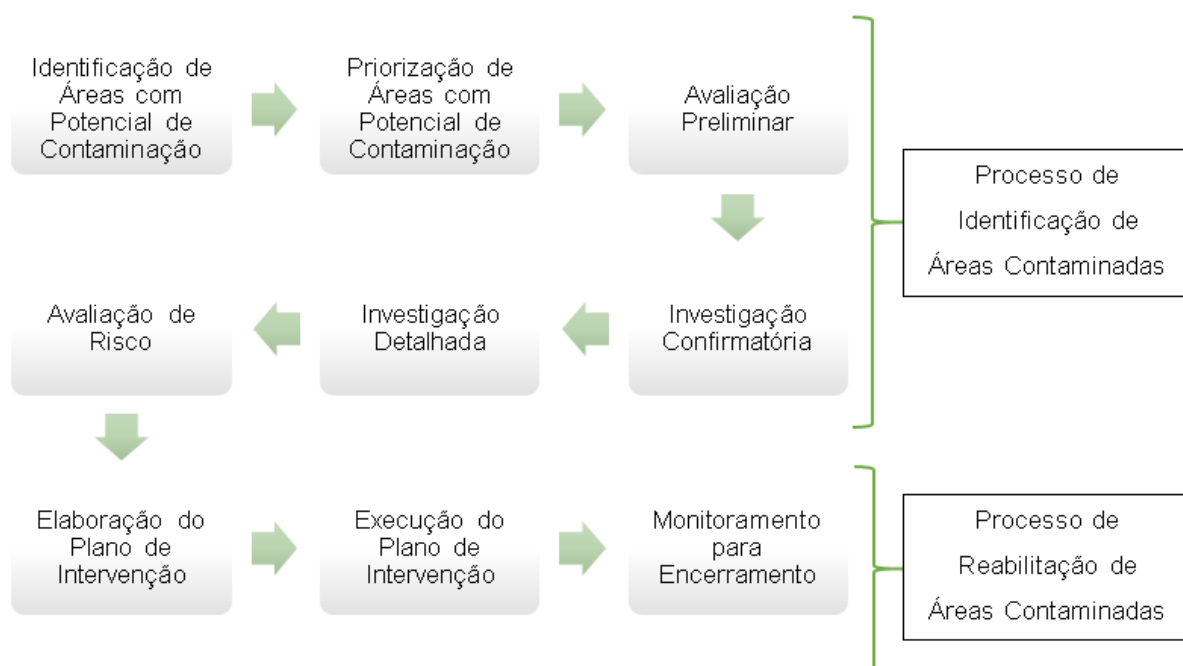 Identificação de
Áreas com
Potencial de
Contaminação
Priorização de
Áreas com
Potencial de
Contaminação
Avaliação
Preliminar
Processo de
Identificação de
Áreas Contaminadas
Investigação
Confirmatória
Investigação
Detalhada
Avaliação de
Risco
Elaboração do
Plano de
Intervenção
Execução do
Plano de
Intervenção
Monitoramento
para
Encerramento
Processo de
Reabilitação de
Áreas Contaminadas